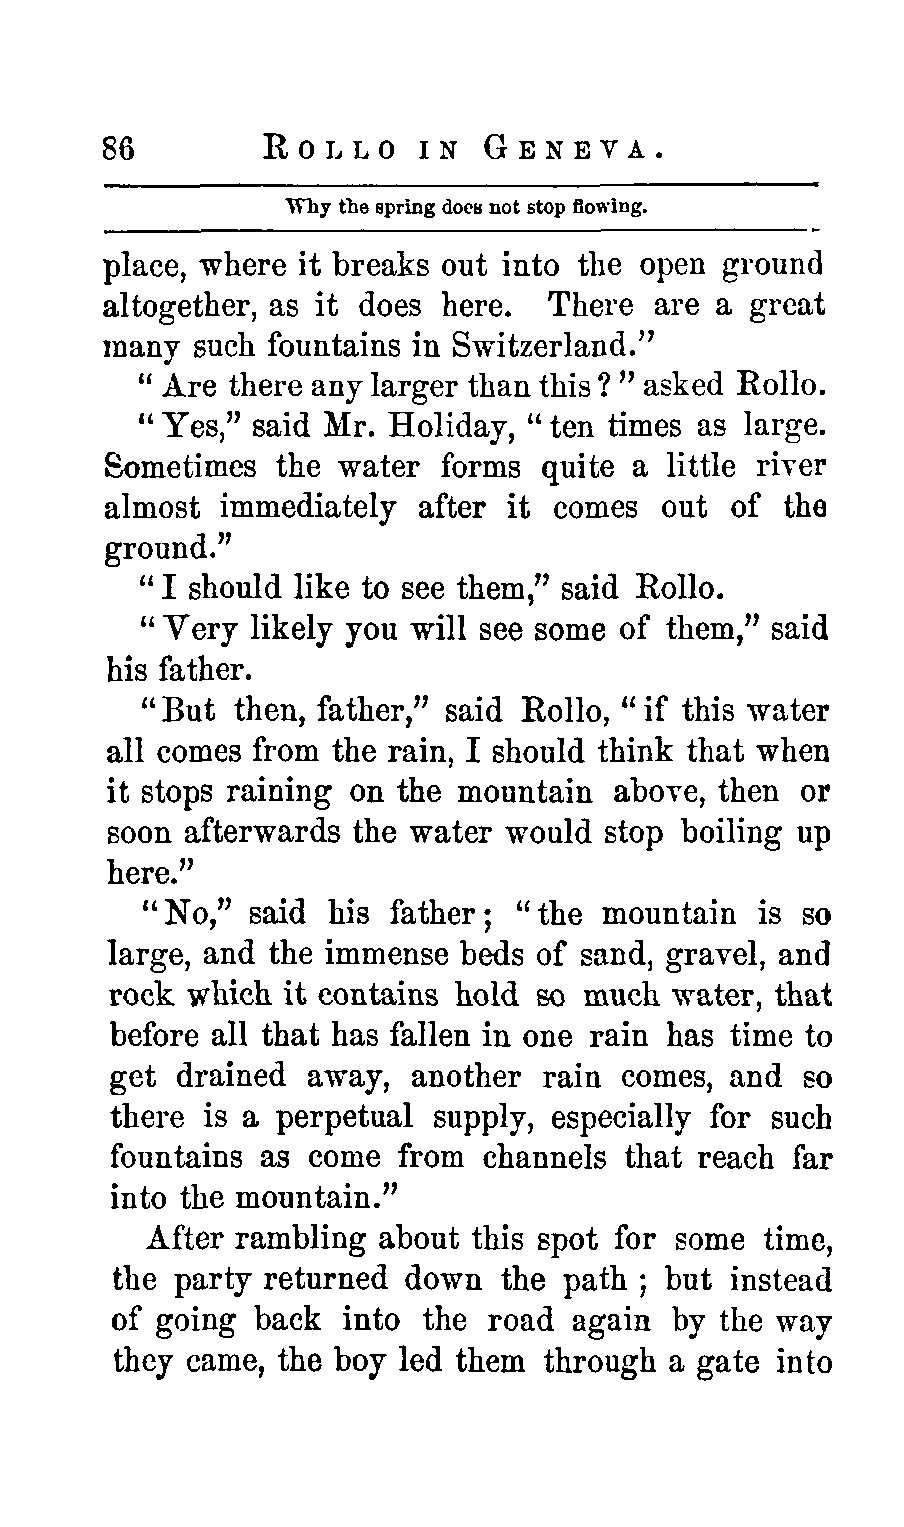 86 ROLLO IN GENEVA.
Why the spring does not stop flowing.
place, where it breaks out into the open ground
altogether, as it does here. There are a great
many such fountains in Switzerland."
" Are there any larger than this ? " asked Rollo.
" Yes," said Mr. Holiday, " ten times as large.
Sometimes the water forms quite a little river
almost immediately after it comes out of the
ground."
" I should like to see them," said Rollo.
" Very likely you will see some of them," said
his father.
" But then, father," said Rollo, " if this water
all comes from the rain, I should think that when
it stops raining on the mountain above, then or
soon afterwards the water would stop boiling up
here."
" No," said his father ; " the mountain is so
large, and the immense beds of sand, gravel, and
rock which it contains hold so much water, that
before all that has fallen in one rain has time to
get drained away, another rain comes, and so
there is a perpetual supply, especially for such
fountains as come from channels that reach far
into the mountain."
After rambling about this spot for some time,
the party returned down the path ; but instead
of going back into the road again by the way
they came, the boy led them through a gate into